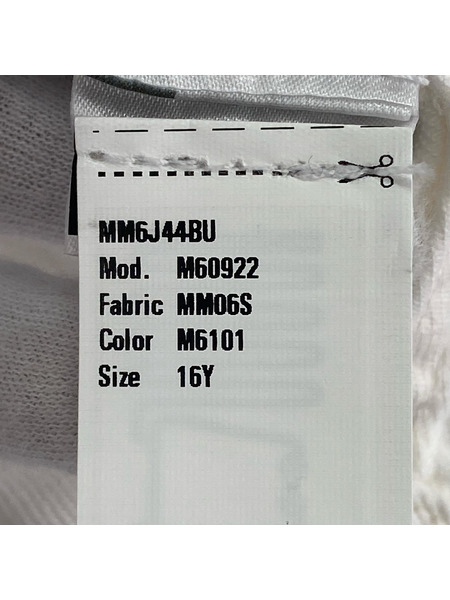 MM6J44BU
Mod. M60922
Fabric MM06S
Color M6101
Size 16Y